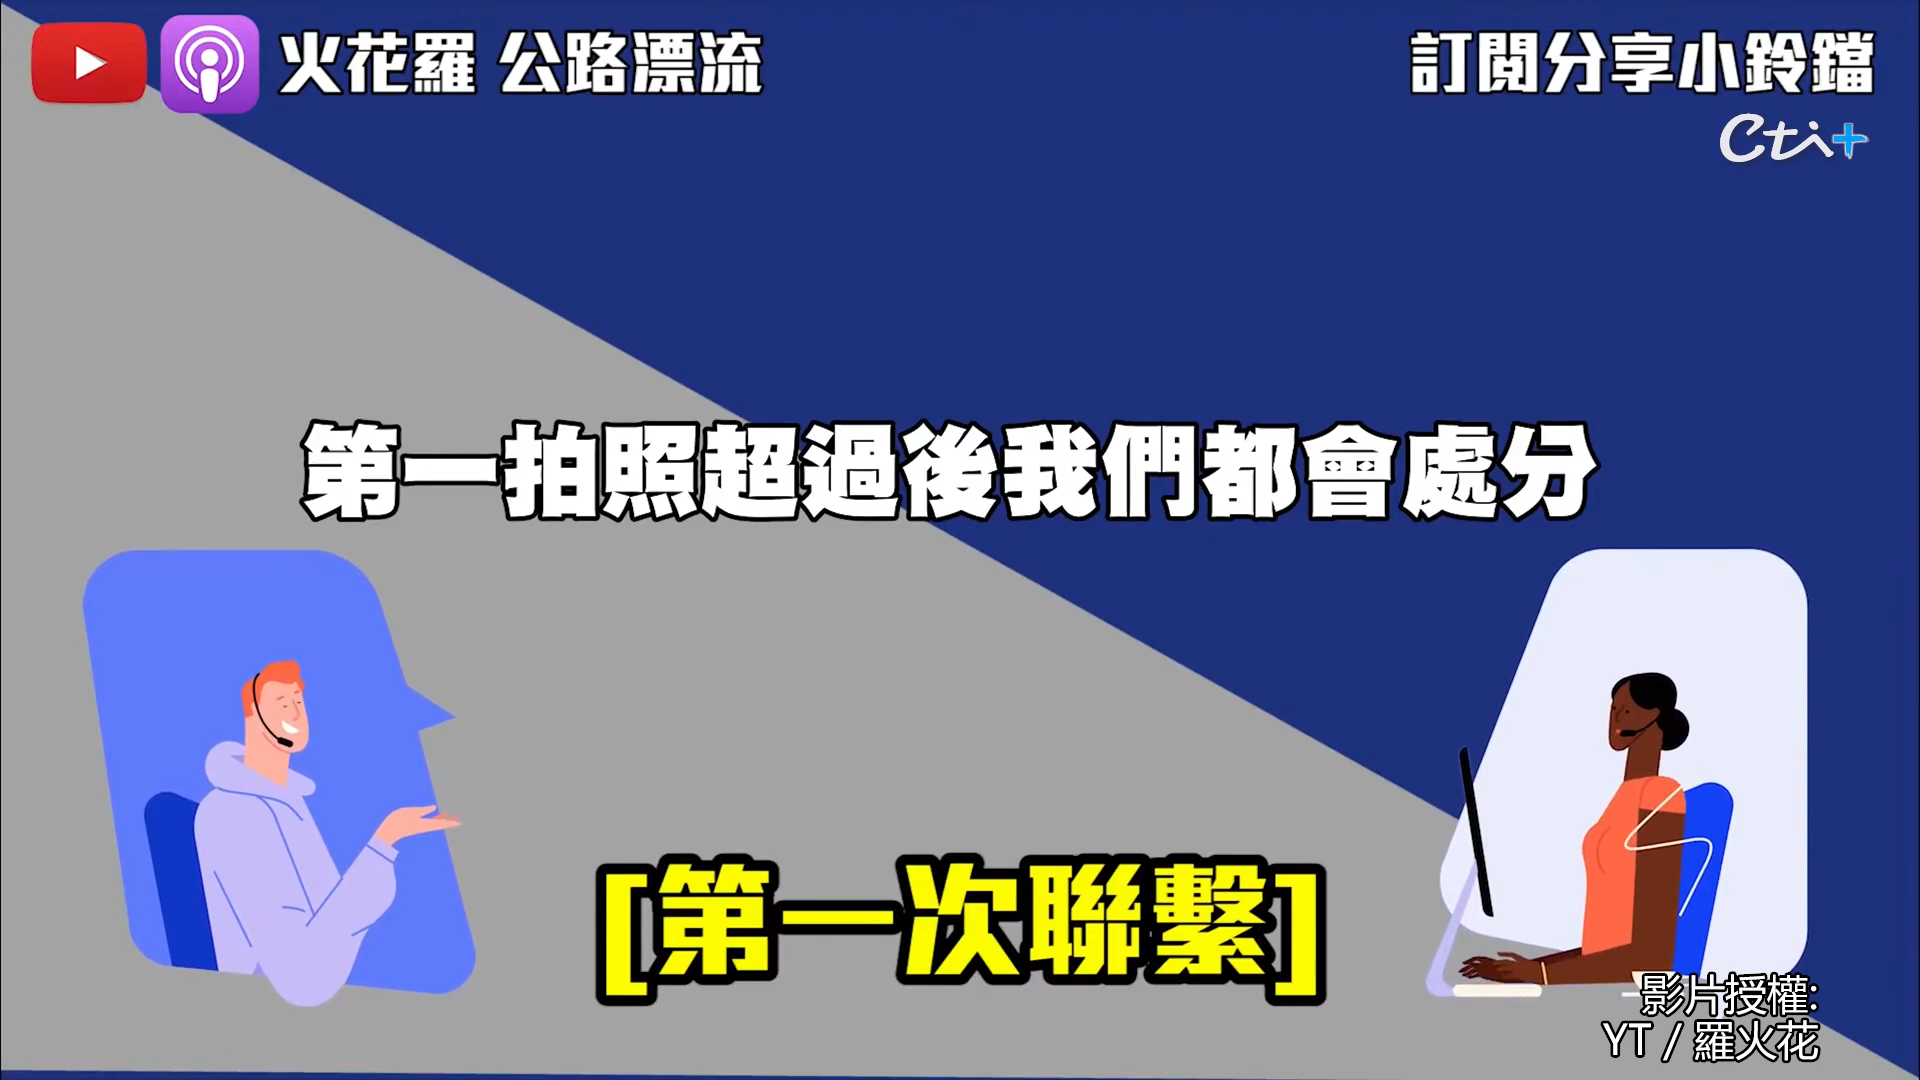 火花羅 公路漂流
訂閱分享小鈴鐺
Cti+
第一拍照超過後我們都會處分
[第一次聯繫]
影片授權:
YT / 羅火花